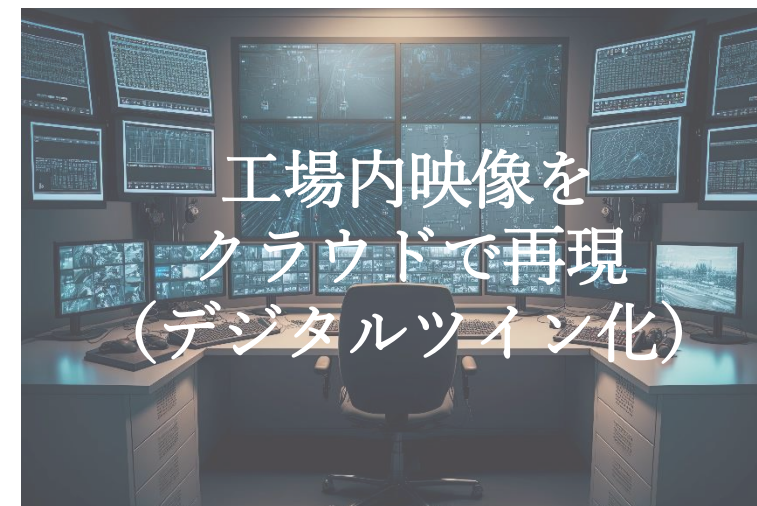 工場内映像を
クラウドで再現
（デジタルツイン化）